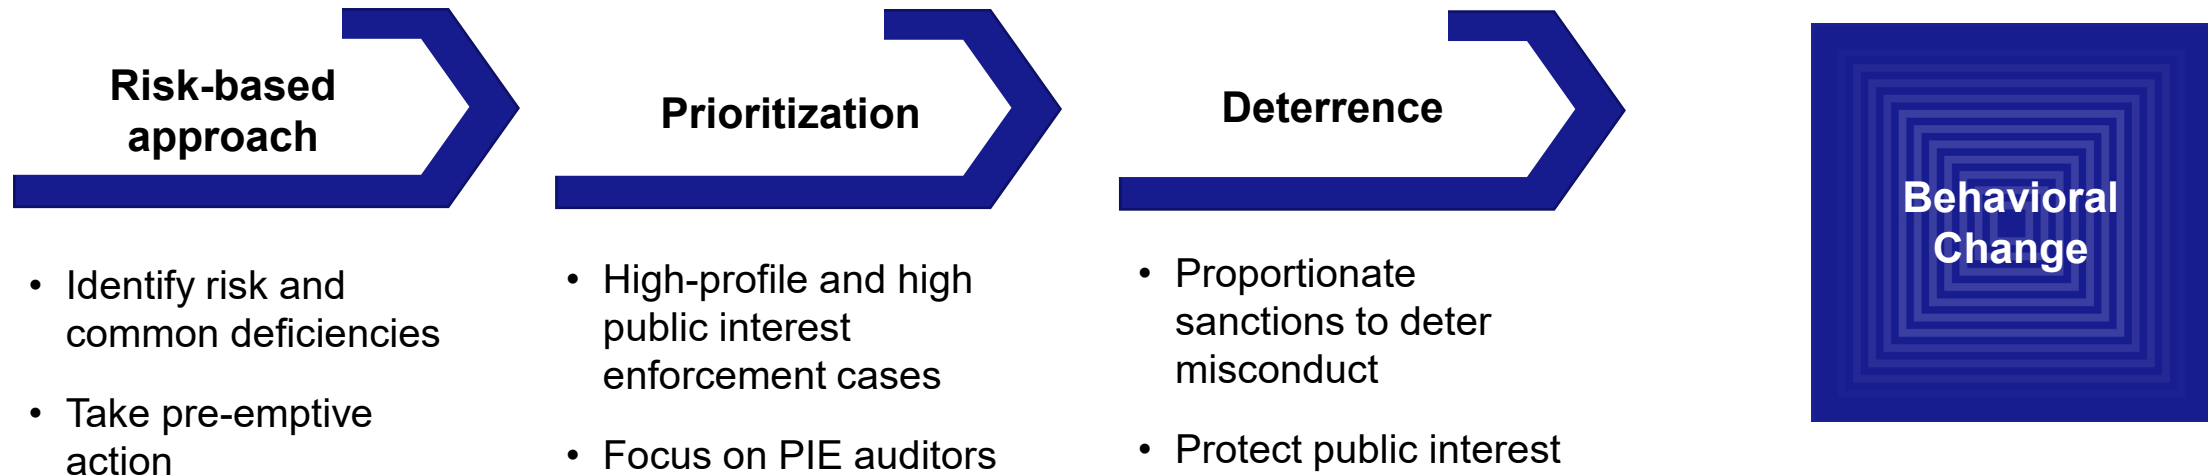 Risk-based
approach
• Identify risk and
common deficiencies
• Take pre-emptive
action
Prioritization
• High-profile and high
public interest
enforcement cases
• Focus on PIE auditors
Deterrence
• Proportionate
sanctions to deter
misconduct
• Protect public interest
Behavioral
Change